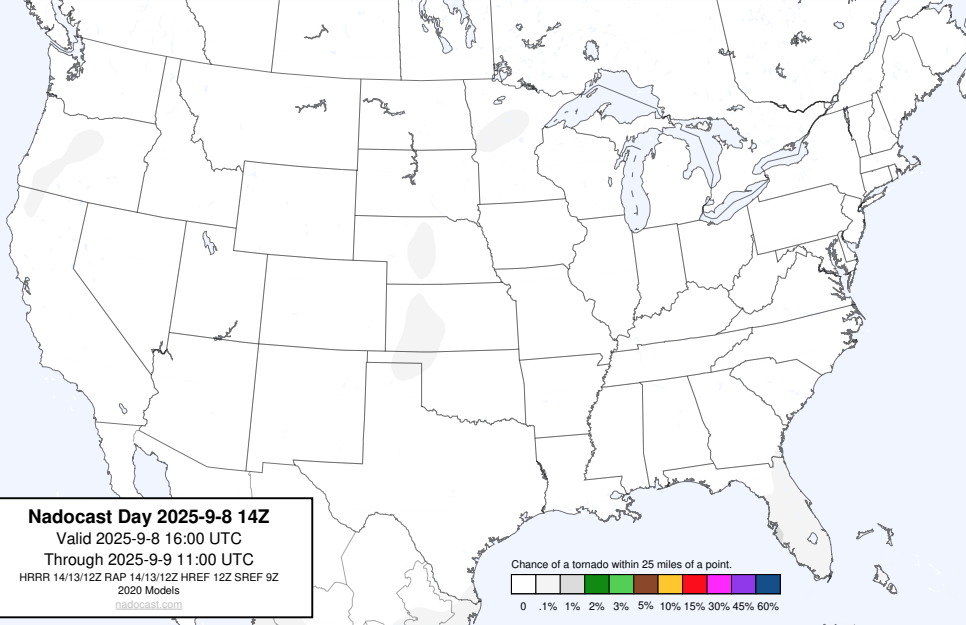 Nadocast Day 2025-9-8 14Z
Valid 2025-9-8 16:00 UTC
Through 2025-9-9 11:00 UTC
HRRR 14/13/12Z RAP 14/13/12Z HREF 12Z SREF 9Z
2020 Models
nadocast.com
Chance of a tornado within 25 miles of a point.
0 .1% 1% 2% 3% 5% 10% 15% 30% 45% 60%